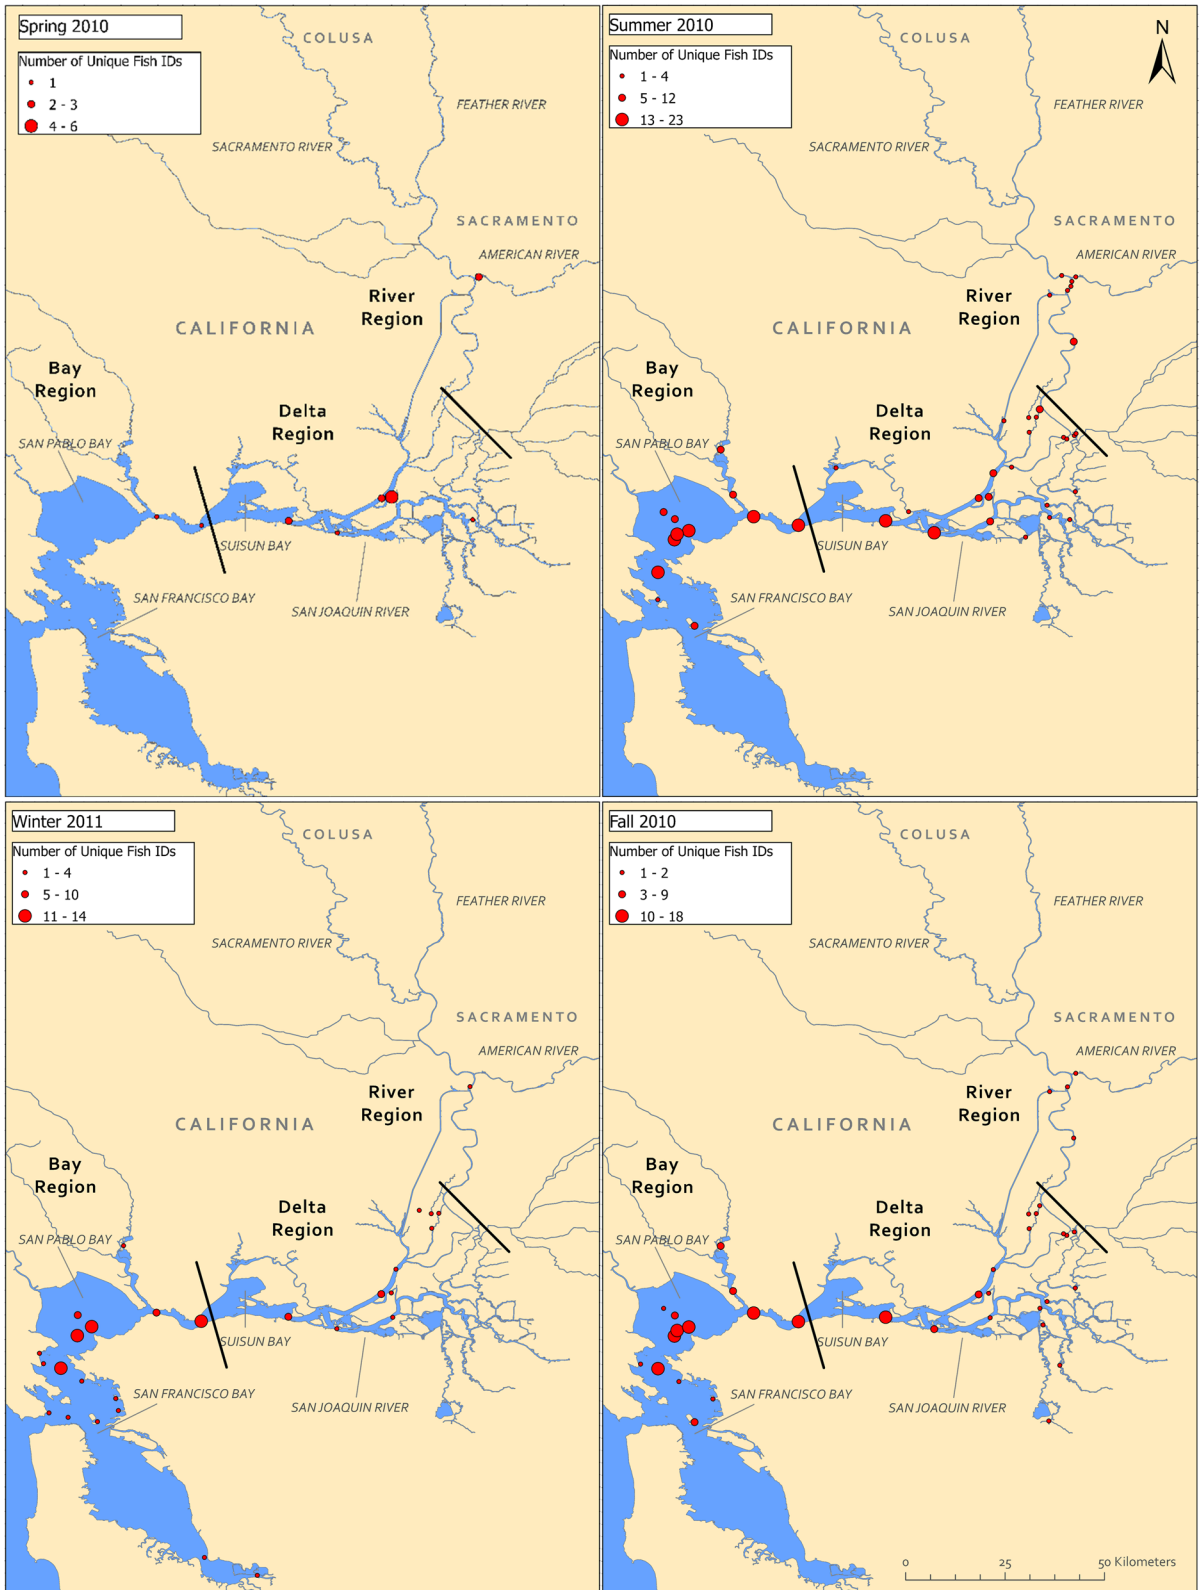 Spring 2010
Number of Unique Fish IDs
1
2 - 3
4 - 6
COLUSA
FEATHER RIVER
SACRAMENTO RIVER
SACRAMENTO
AMERICAN RIVER
River
Region
CALIFORNIA
Bay
Region
Delta
Region
SAN PABLO BAY
SUISUN BAY
SAN FRANCISCO BAY
SAN JOAQUIN RIVER
Summer 2010
Number of Unique Fish IDs
1 - 4
5 - 12
13 - 23
N
COLUSA
FEATHER RIVER
SACRAMENTO RIVER
SACRAMENTO
AMERICAN RIVER
River
Region
CALIFORNIA
Bay
Region
Delta
Region
SAN PABLO BAY
SUISUN BAY
SAN FRANCISCO BAY
SAN JOAQUIN RIVER
Winter 2011
Number of Unique Fish IDs
1 - 4
5 - 10
11 - 14
COLUSA
FEATHER RIVER
SACRAMENTO RIVER
SACRAMENTO
AMERICAN RIVER
River
Region
CALIFORNIA
Bay
Region
Delta
Region
SAN PABLO BAY
SUISUN BAY
SAN FRANCISCO BAY
SAN JOAQUIN RIVER
Fall 2010
Number of Unique Fish IDs
1 - 2
3 - 9
10 - 18
COLUSA
FEATHER RIVER
SACRAMENTO RIVER
SACRAMENTO
AMERICAN RIVER
River
Region
CALIFORNIA
Bay
Region
Delta
Region
SAN PABLO BAY
SUISUN BAY
SAN FRANCISCO BAY
SAN JOAQUIN RIVER
0 25 50 Kilometers